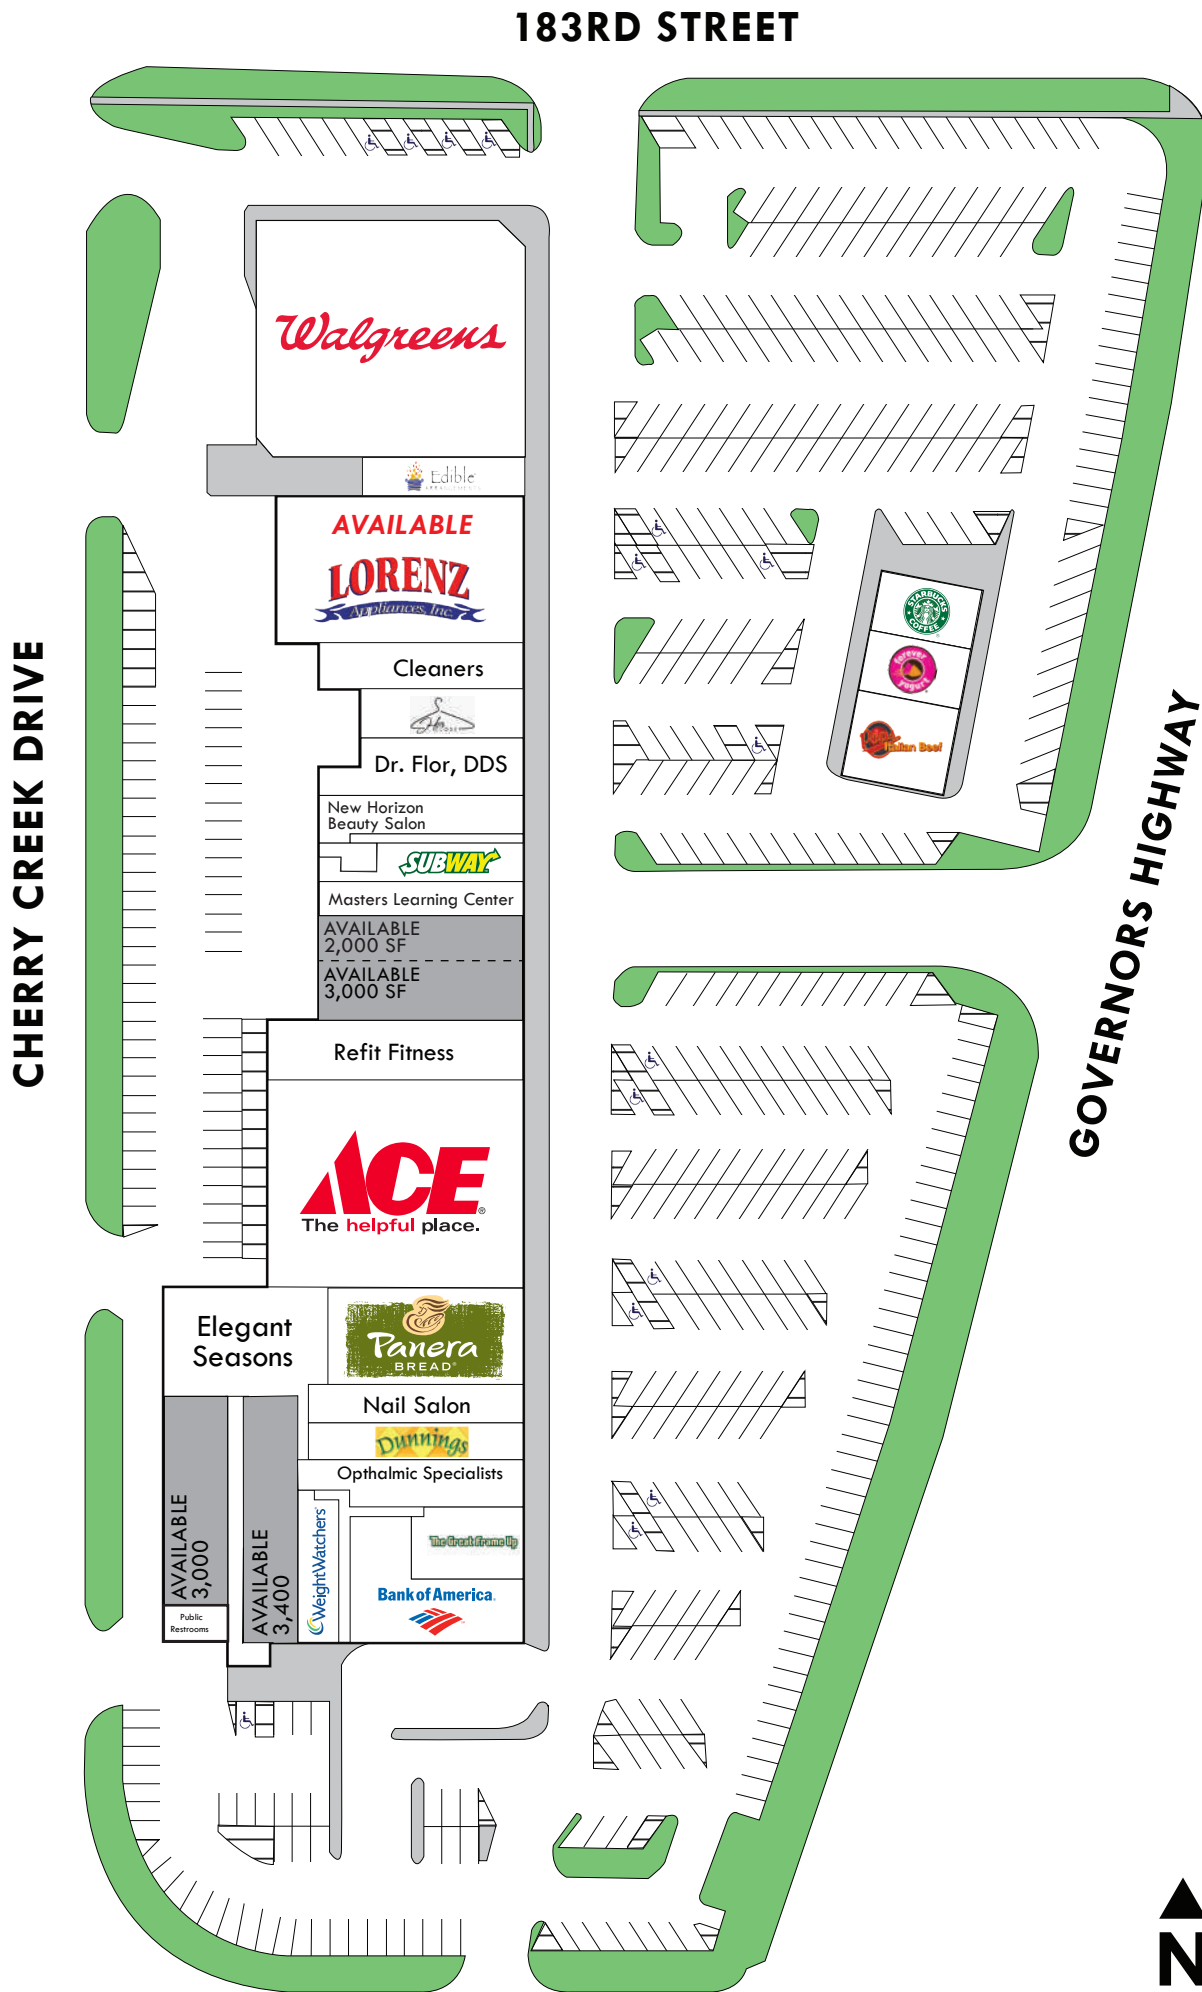 183RD STREET
Walgreens
Edible
AVAILABLE
LORENZ
Appliances, Inc.
Cleaners
Dr. Flor, DDS
New Horizon
Beauty Salon
SUBWAY
Masters Learning Center
AVAILABLE
2,000 SF
AVAILABLE
3,000 SF
Refit Fitness
ACE
The helpful place.
Elegant
Seasons
Panera
BREAD
Nail Salon
Dunnings
Opthalmic Specialists
The Great Frame Up
WeightWatchers
Bank of America
AVAILABLE
3,000
AVAILABLE
3,400
Public
Restrooms
STARBUCKS
COFFEE
forever
yogurt
Italian Beef
CHERRY CREEK DRIVE
GOVERNORS HIGHWAY
N